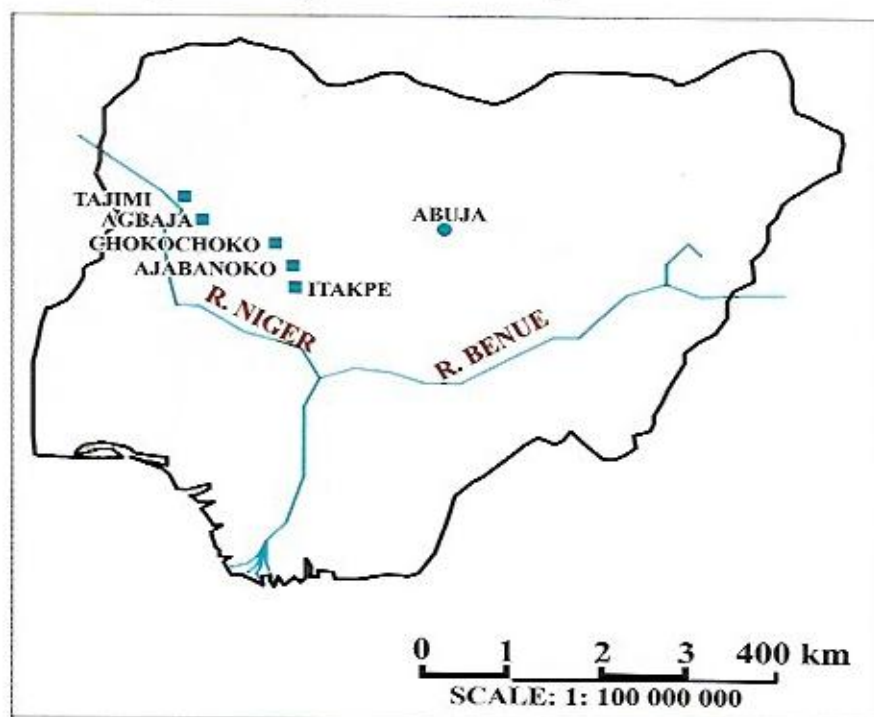 TAJIMI
AGBAJA
CHOKOCHOKO
AJABANOKO
ITAKPE
ABUJA
R. NIGER
R. BENUE
0 1 2 3 400 km
SCALE: 1: 100 000 000